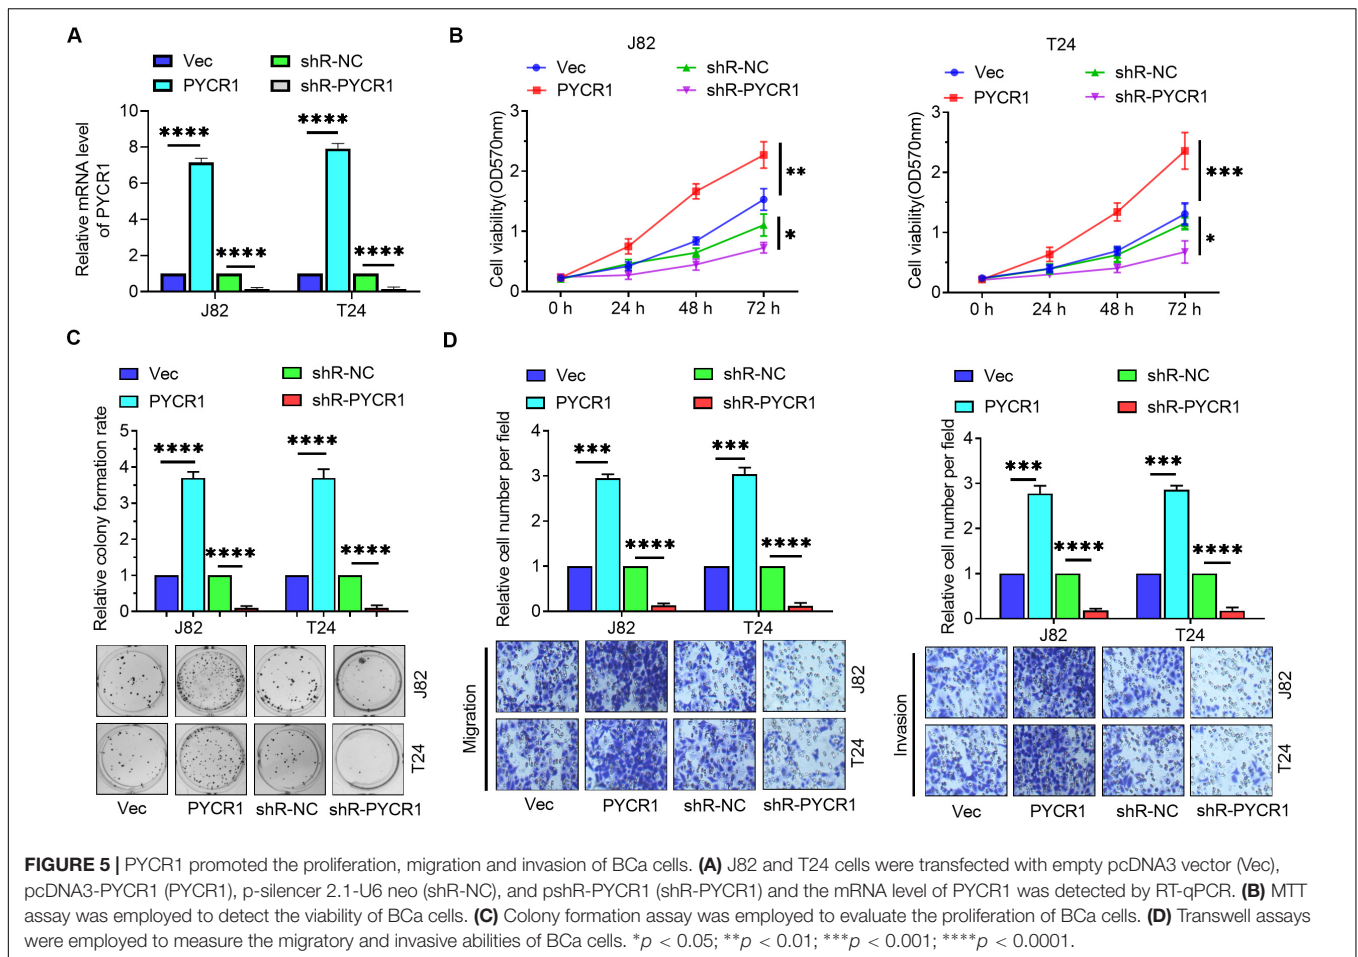 A
Vec
shR-NC
PYCR1
shR-PYCR1
Relative mRNA level
of PYCR1
10
8
6
4
2
0
****
****
****
****
J82
T24
B
J82
Vec
shR-NC
PYCR1
shR-PYCR1
Cell viability(OD570nm)
3
2
1
0
**
*
0 h
24 h
48 h
72 h
T24
Vec
shR-NC
PYCR1
shR-PYCR1
Cell viability(OD570nm)
3
2
1
0
***
*
0 h
24 h
48 h
72 h
C
Vec
shR-NC
PYCR1
shR-PYCR1
Relative colony formation rate
5
4
3
2
1
0
****
****
****
****
J82
T24
J82
T24
Vec
PYCR1
shR-NC
shR-PYCR1
D
Vec
shR-NC
PYCR1
shR-PYCR1
Relative cell number per field
4
3
2
1
0
***
****
***
****
J82
T24
Migration
J82
T24
Vec
PYCR1
shR-NC
shR-PYCR1
Vec
shR-NC
PYCR1
shR-PYCR1
Relative cell number per field
4
3
2
1
0
***
****
***
****
J82
T24
Invasion
J82
T24
Vec
PYCR1
shR-NC
shR-PYCR1
FIGURE 5 | PYCR1 promoted the proliferation, migration and invasion of BCa cells. (A) J82 and T24 cells were transfected with empty pcDNA3 vector (Vec),
pcDNA3-PYCR1 (PYCR1), p-silencer 2.1-U6 neo (shR-NC), and pshR-PYCR1 (shR-PYCR1) and the mRNA level of PYCR1 was detected by RT-qPCR. (B) MTT
assay was employed to detect the viability of BCa cells. (C) Colony formation assay was employed to evaluate the proliferation of BCa cells. (D) Transwell assays
were employed to measure the migratory and invasive abilities of BCa cells. *p < 0.05; **p < 0.01; ***p < 0.001; ****p < 0.0001.